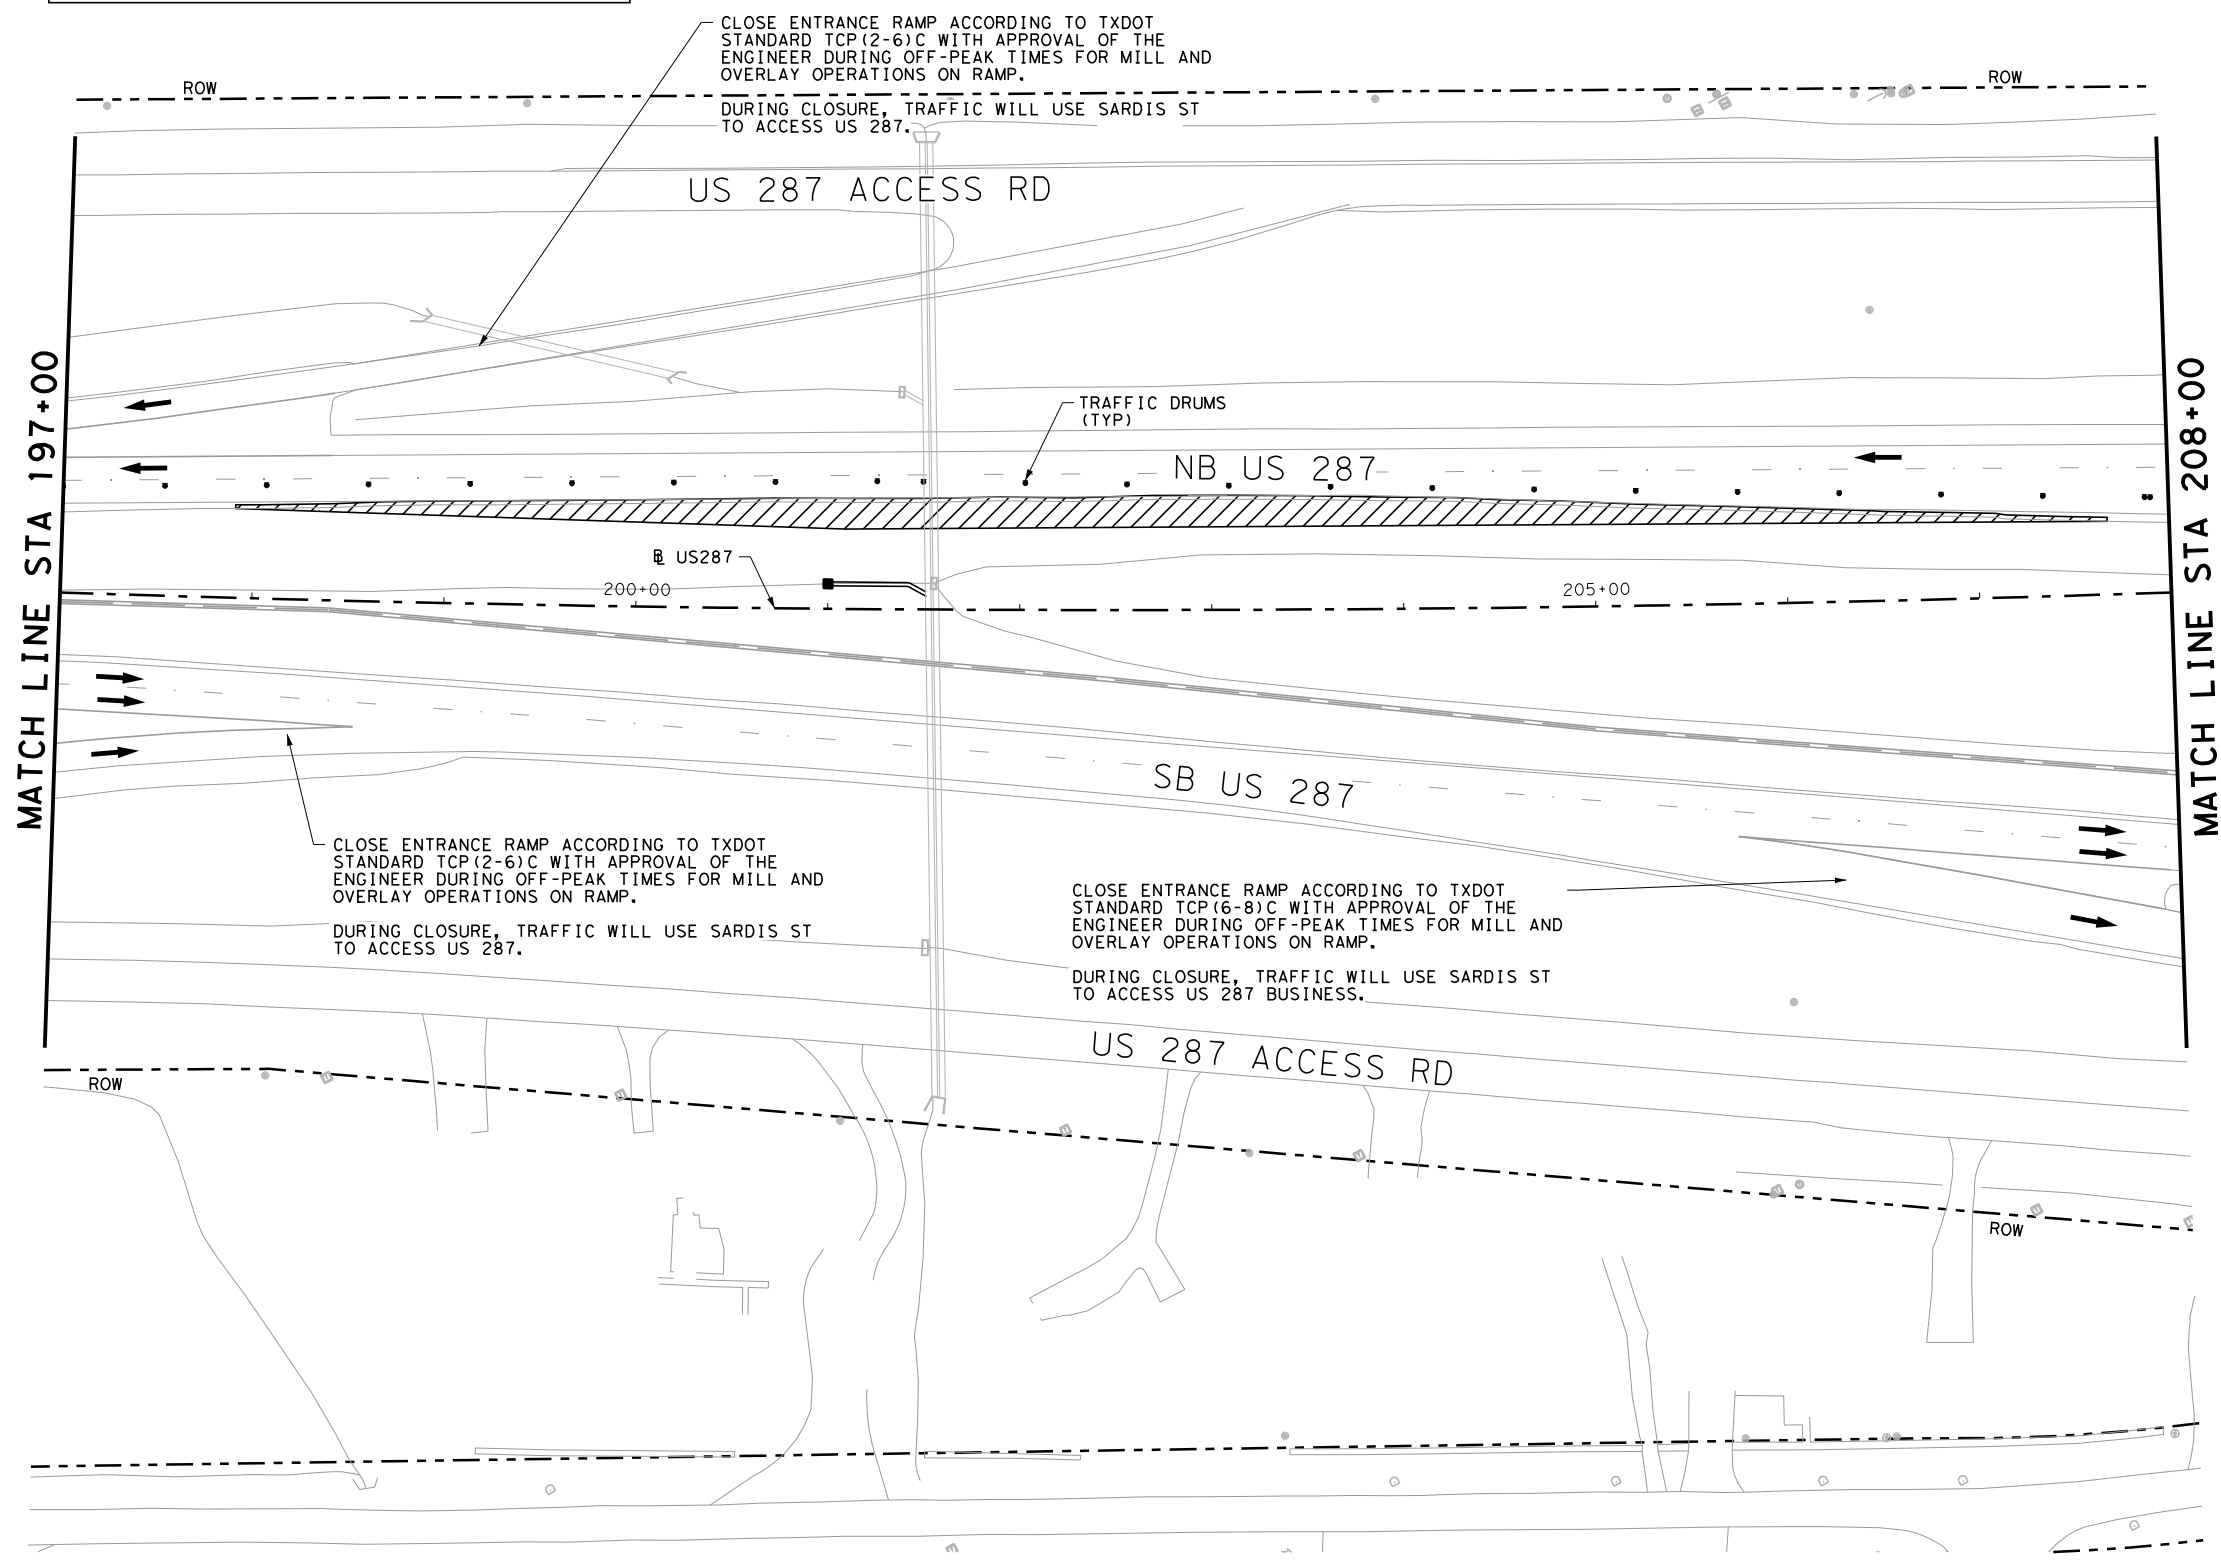 CLOSE ENTRANCE RAMP ACCORDING TO TXDOT
STANDARD TCP(2-6)C WITH APPROVAL OF THE
ENGINEER DURING OFF-PEAK TIMES FOR MILL AND
OVERLAY OPERATIONS ON RAMP.
DURING CLOSURE, TRAFFIC WILL USE SARDIS ST
TO ACCESS US 287.
ROW
ROW
US 287 ACCESS RD
TRAFFIC DRUMS
(TYP)
NB US 287
MATCH LINE STA 197+00
MATCH LINE STA 208+00
BL US287
200+00
205+00
SB US 287
CLOSE ENTRANCE RAMP ACCORDING TO TXDOT
STANDARD TCP(2-6)C WITH APPROVAL OF THE
ENGINEER DURING OFF-PEAK TIMES FOR MILL AND
OVERLAY OPERATIONS ON RAMP.
DURING CLOSURE, TRAFFIC WILL USE SARDIS ST
TO ACCESS US 287.
CLOSE ENTRANCE RAMP ACCORDING TO TXDOT
STANDARD TCP(6-8)C WITH APPROVAL OF THE
ENGINEER DURING OFF-PEAK TIMES FOR MILL AND
OVERLAY OPERATIONS ON RAMP.
DURING CLOSURE, TRAFFIC WILL USE SARDIS ST
TO ACCESS US 287 BUSINESS.
US 287 ACCESS RD
ROW
ROW